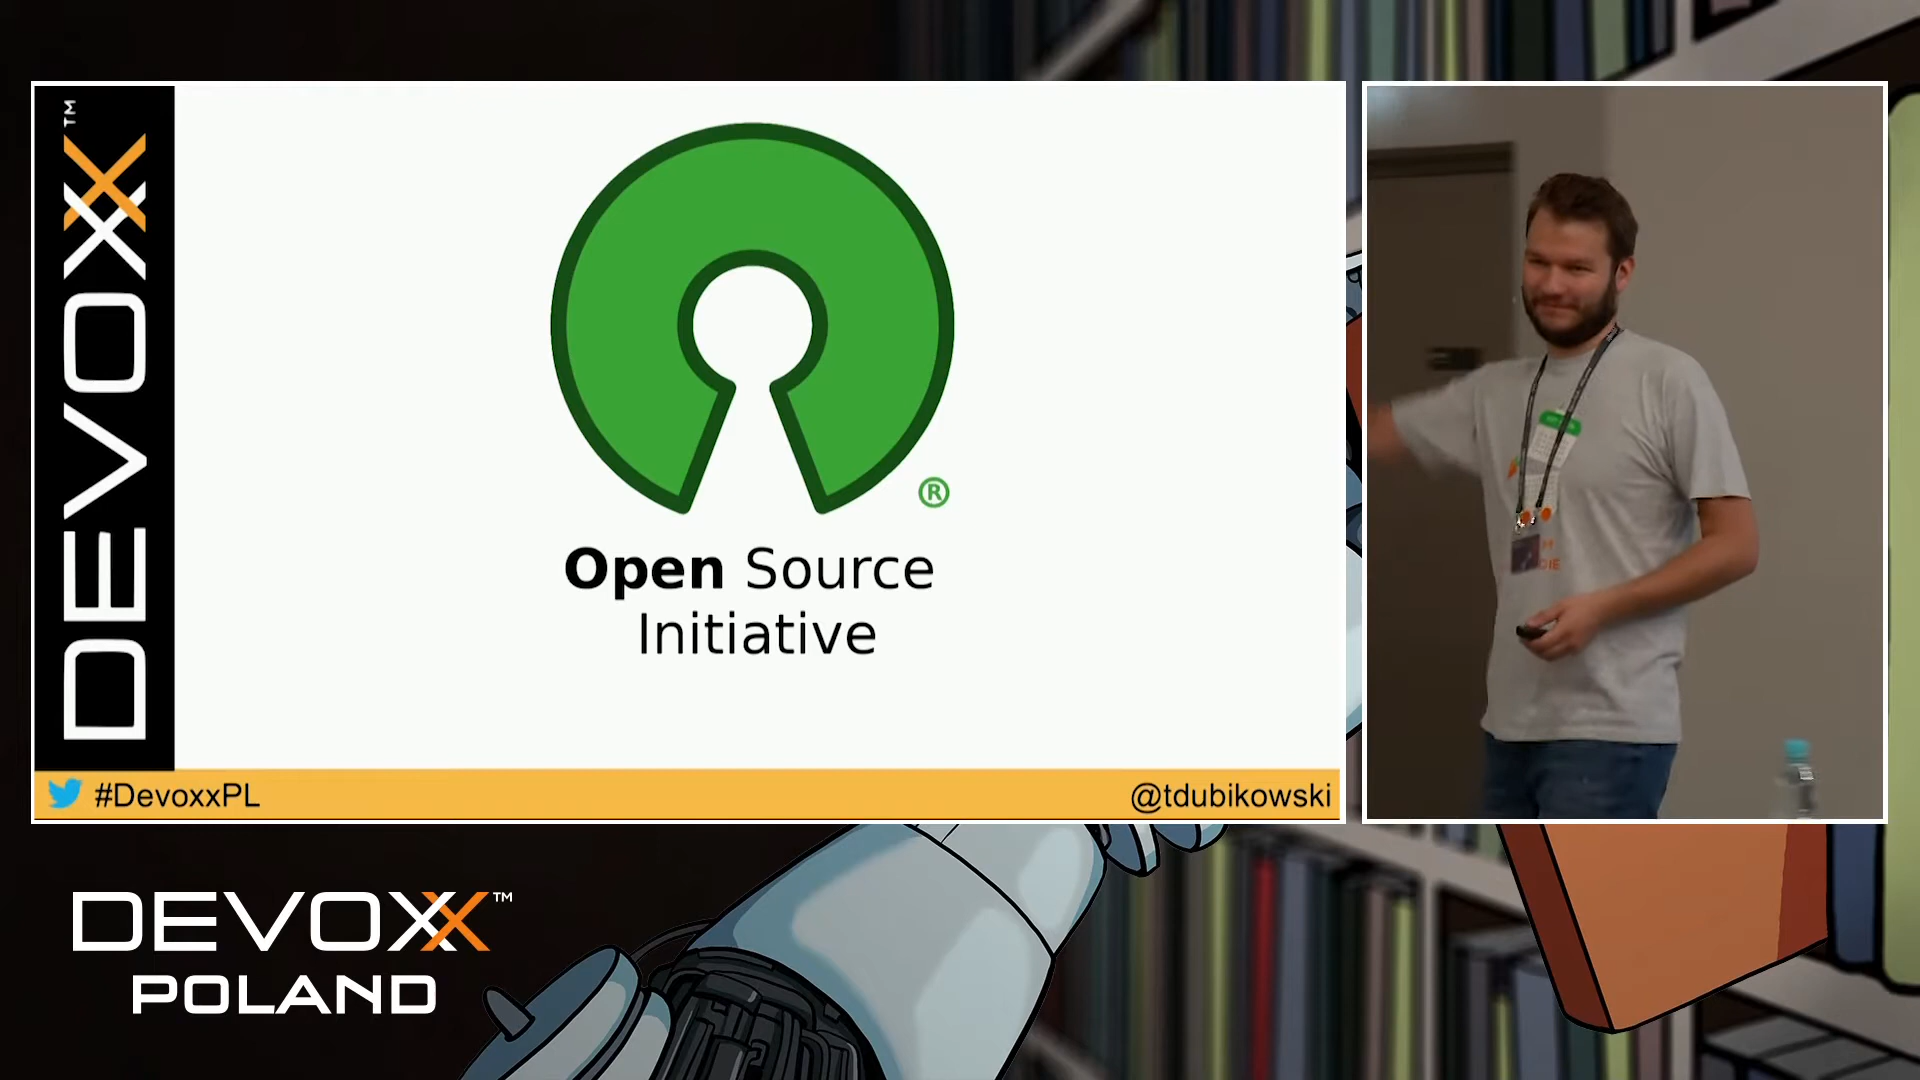 DEVOXX™
®
Open Source
Initiative
#DevoxxPL
@tdubikowski
DEVOXX™
POLAND